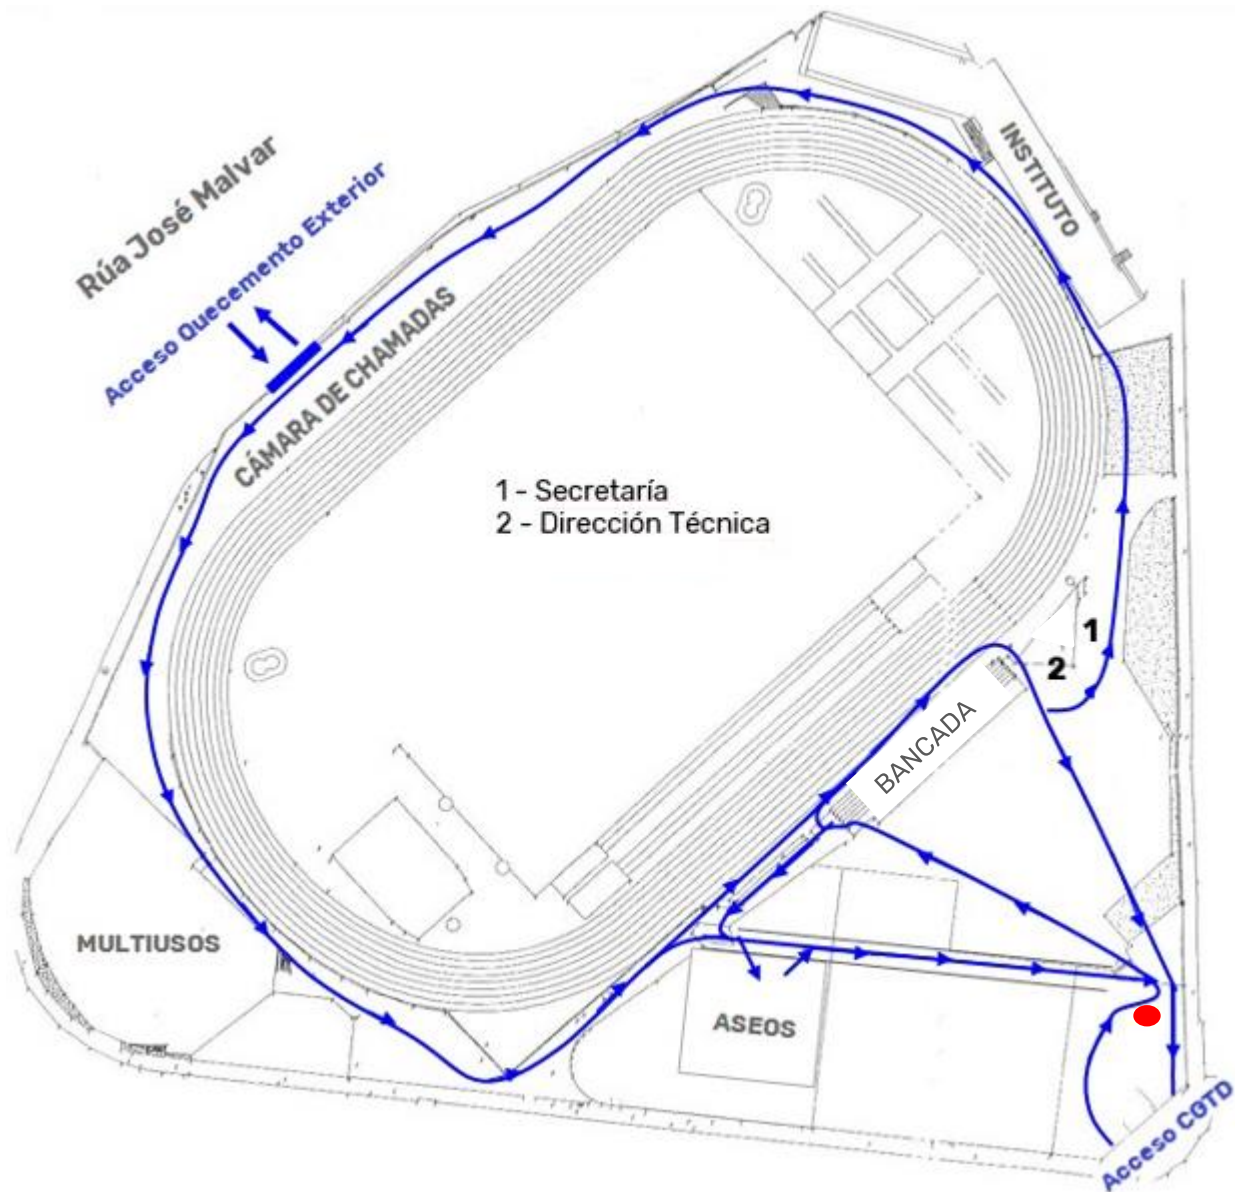 INSTITUTO
Rúa José Malvar
Acceso Quecemento Exterior
CÁMARA DE CHAMADAS
1 - Secretaría
2 - Dirección Técnica
1
2
BANCADA
MULTIUSOS
ASEOS
Acceso CGTD